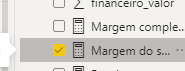 financeiro_valor
Margem comple...
Margem do s... ...